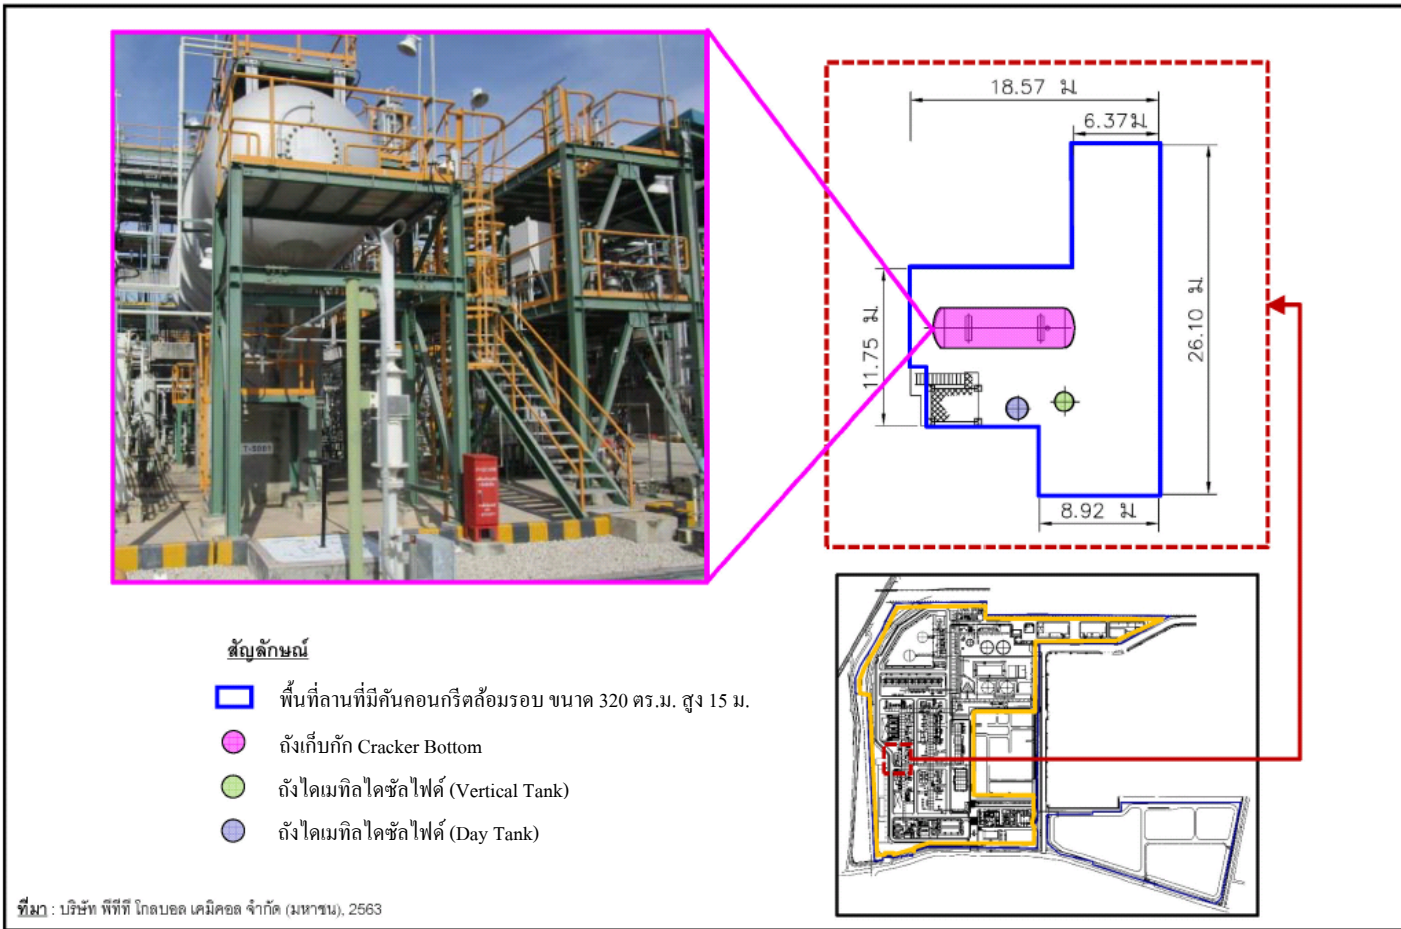 18.57 ม
6.37ม.
11.75 ม
26.10 ม
8.92 ม
T-5001
สัญลักษณ์
พื้นที่ลานที่มีคันคอนกรีตล้อมรอบ ขนาด 320 ตร.ม. สูง 15 ม.
ถังเก็บกัก Cracker Bottom
ถังไดเมทิลไดซัลไฟด์ (Vertical Tank)
ถังไดเมทิลไดซัลไฟด์ (Day Tank)
ที่มา : บริษัท พีทีที โกลบอล เคมิคอล จำกัด (มหาชน), 2563